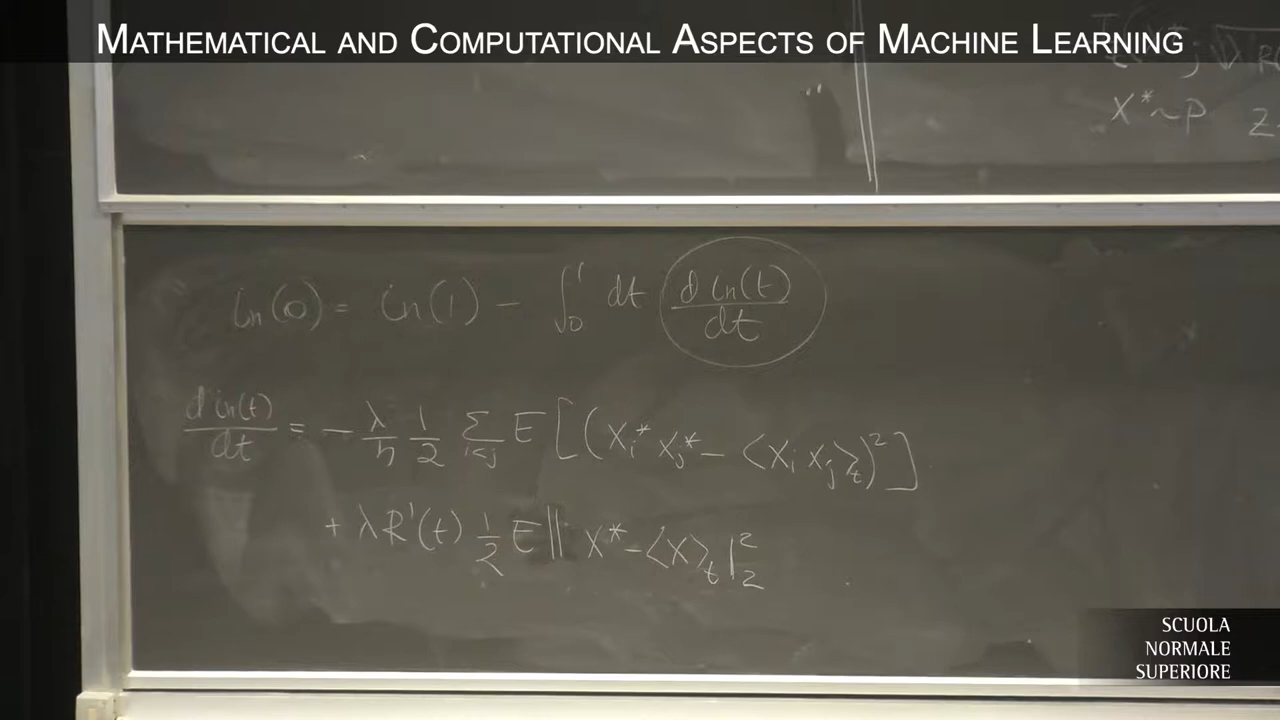 MATHEMATICAL AND COMPUTATIONAL ASPECTS OF MACHINE LEARNING
X* ~ P Z
in(0) = in(1) - ∫₀¹ dt d in(t)/dt
d in(t)/dt = - λ/n 1/2 Σ_{i<j} E[(X_i* X_j* - <X_i X_j>_t)²]
+ λR'(t) 1/2 E‖X* - <X>_t|₂²
SCUOLA
NORMALE
SUPERIORE